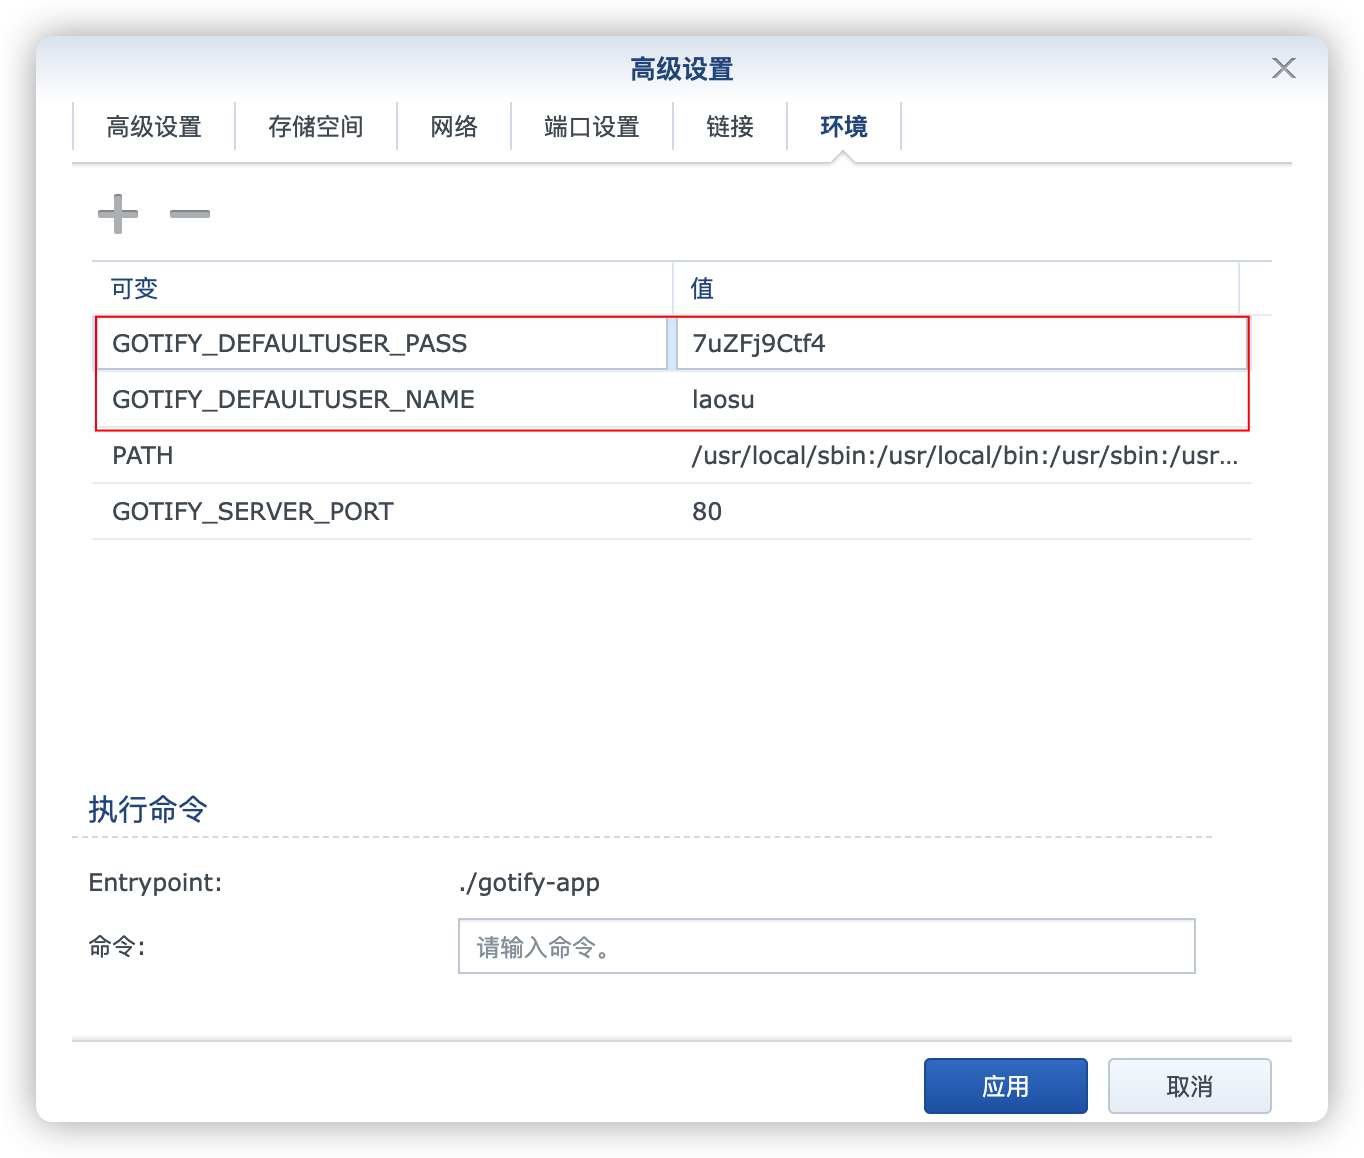 高级设置
高级设置 存储空间 网络 端口设置 链接 环境
可变 值
GOTIFY_DEFAULTUSER_PASS 7uZFj9Ctf4
GOTIFY_DEFAULTUSER_NAME laosu
PATH /usr/local/sbin:/usr/local/bin:/usr/sbin:/usr...
GOTIFY_SERVER_PORT 80
执行命令
Entrypoint: ./gotify-app
命令: 请输入命令。
应用 取消